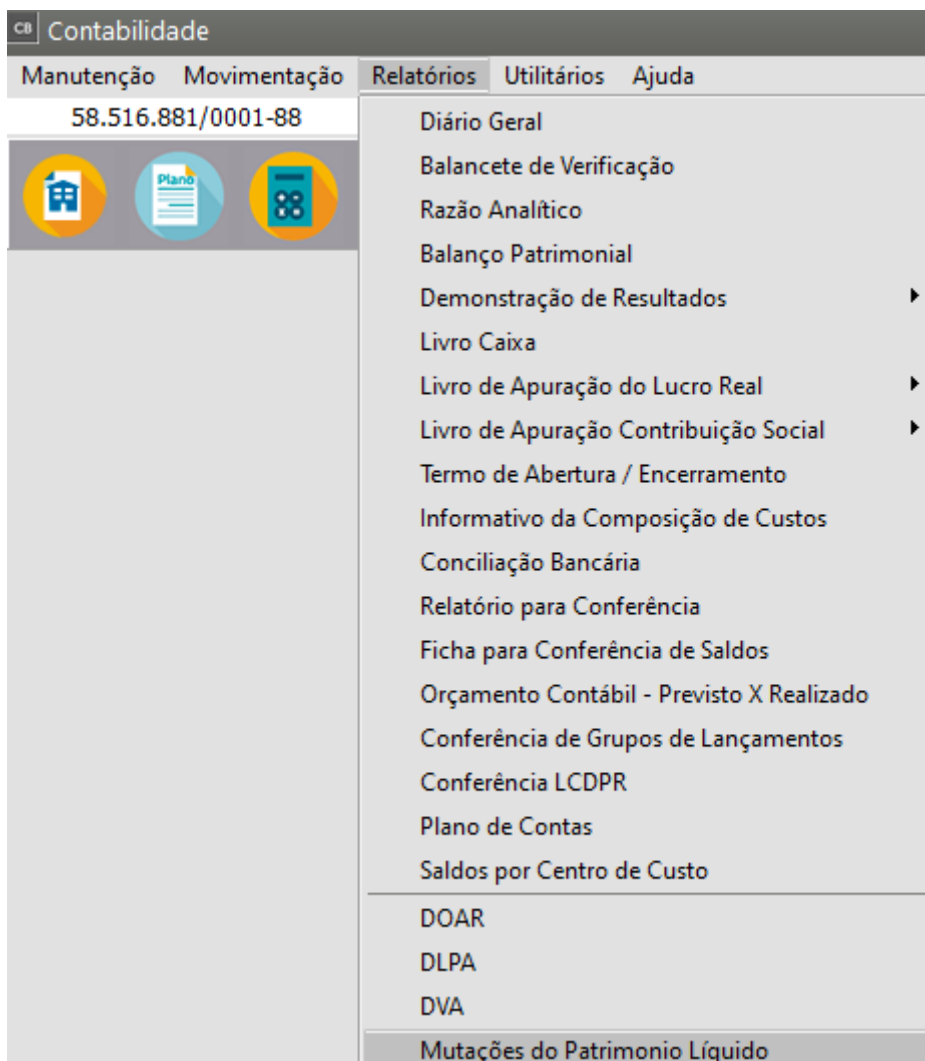 CB Contabilidade
Manutenção Movimentação Relatórios Utilitários Ajuda
58.516.881/0001-88
Plano
Diário Geral
Balancete de Verificação
Razão Analítico
Balanço Patrimonial
Demonstração de Resultados
Livro Caixa
Livro de Apuração do Lucro Real
Livro de Apuração Contribuição Social
Termo de Abertura / Encerramento
Informativo da Composição de Custos
Conciliação Bancária
Relatório para Conferência
Ficha para Conferência de Saldos
Orçamento Contábil - Previsto X Realizado
Conferência de Grupos de Lançamentos
Conferência LCDPR
Plano de Contas
Saldos por Centro de Custo
DOAR
DLPA
DVA
Mutações do Patrimonio Líquido